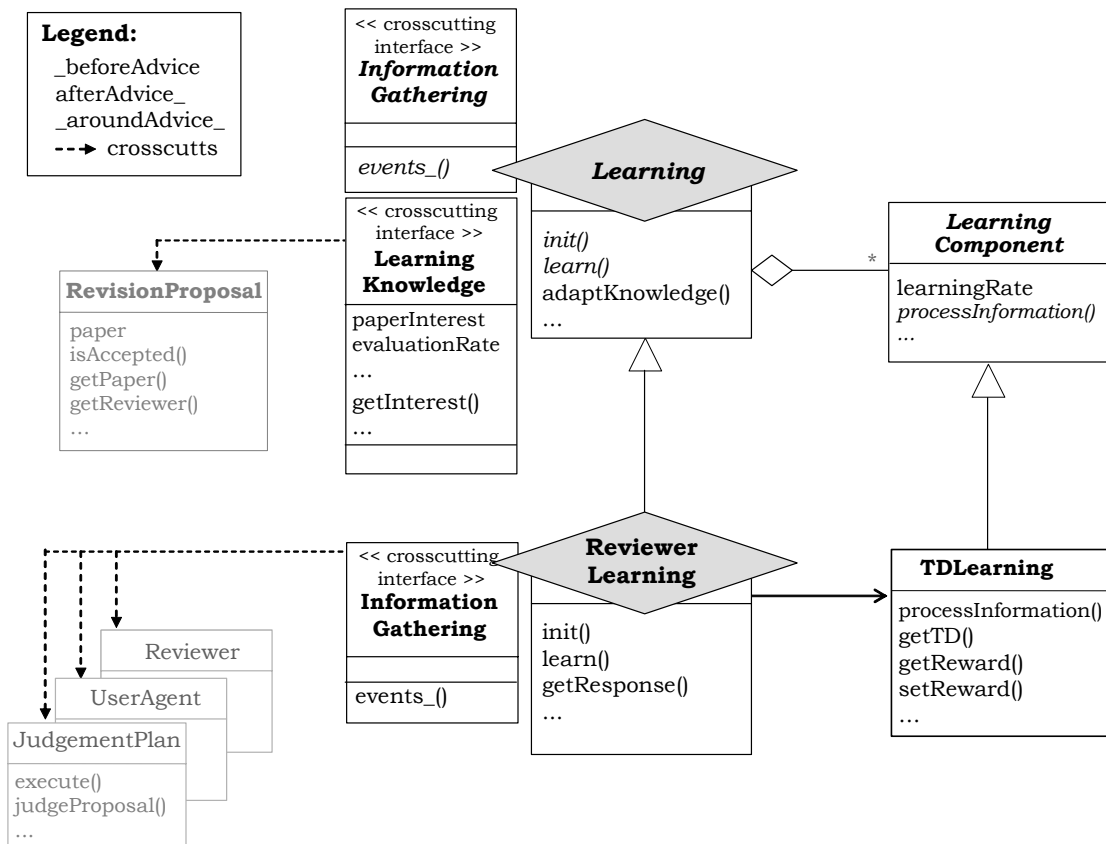 Legend:
_beforeAdvice
afterAdvice_
_aroundAdvice_
crosscutts
<< crosscutting
interface >>
Information
Gathering
events_()
Learning
init()
learn()
adaptKnowledge()
...
*
Learning
Component
learningRate
processInformation()
...
<< crosscutting
interface >>
Learning
Knowledge
paperInterest
evaluationRate
...
getInterest()
...
RevisionProposal
paper
isAccepted()
getPaper()
getReviewer()
...
<< crosscutting
interface >>
Information
Gathering
events_()
Reviewer
Learning
init()
learn()
getResponse()
...
TDLearning
processInformation()
getTD()
getReward()
setReward()
...
Reviewer
UserAgent
JudgementPlan
execute()
judgeProposal()
...